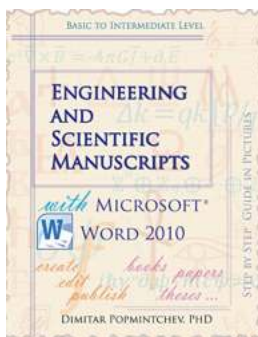 BASIC TO INTERMEDIATE LEVEL
ENGINEERING
AND
SCIENTIFIC
MANUSCRIPTS
with MICROSOFT®
W WORD 2010
create books papers
edit
publish theses ...
STEP BY STEP GUIDE IN PICTURES
DIMITAR POPMINTCHEV, PHD